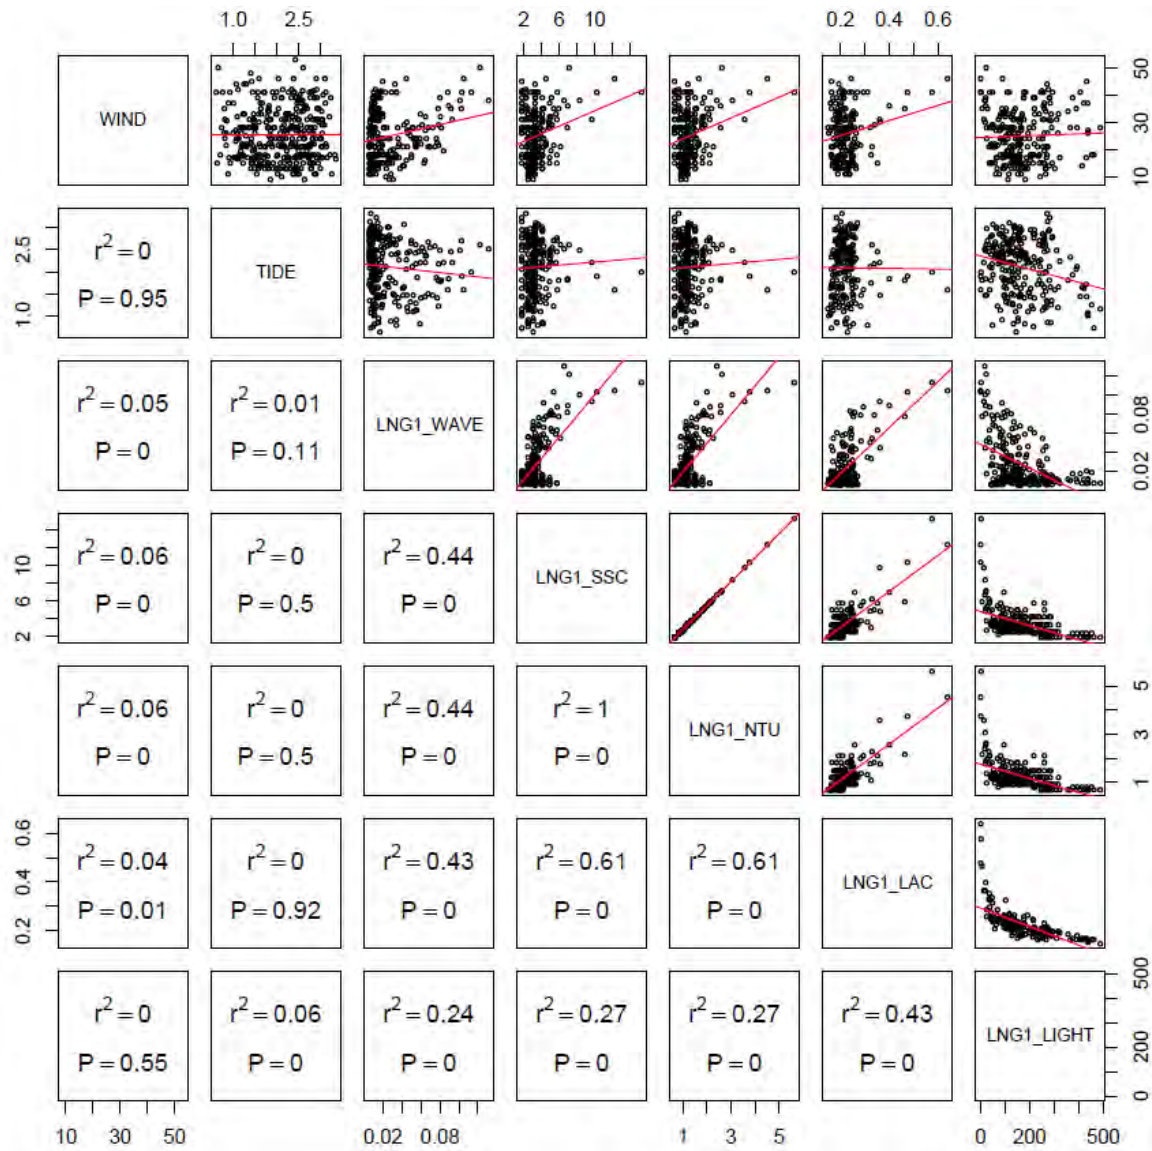 1.0 2.5 2 6 10 0.2 0.4 0.6
WIND 10 30 50
1.0 2.5 r² = 0 P = 0.95 TIDE
r² = 0.05 P = 0 r² = 0.01 P = 0.11 LNG1_WAVE 0.02 0.08
2 6 10 r² = 0.06 P = 0 r² = 0 P = 0.5 r² = 0.44 P = 0 LNG1_SSC
r² = 0.06 P = 0 r² = 0 P = 0.5 r² = 0.44 P = 0 r² = 1 P = 0 LNG1_NTU 1 3 5
0.2 0.4 0.6 r² = 0.04 P = 0.01 r² = 0 P = 0.92 r² = 0.43 P = 0 r² = 0.61 P = 0 r² = 0.61 P = 0 LNG1_LAC
r² = 0 P = 0.55 r² = 0.06 P = 0 r² = 0.24 P = 0 r² = 0.27 P = 0 r² = 0.27 P = 0 r² = 0.43 P = 0 LNG1_LIGHT 0 200 500
10 30 50 0.02 0.08 1 3 5 0 200 500